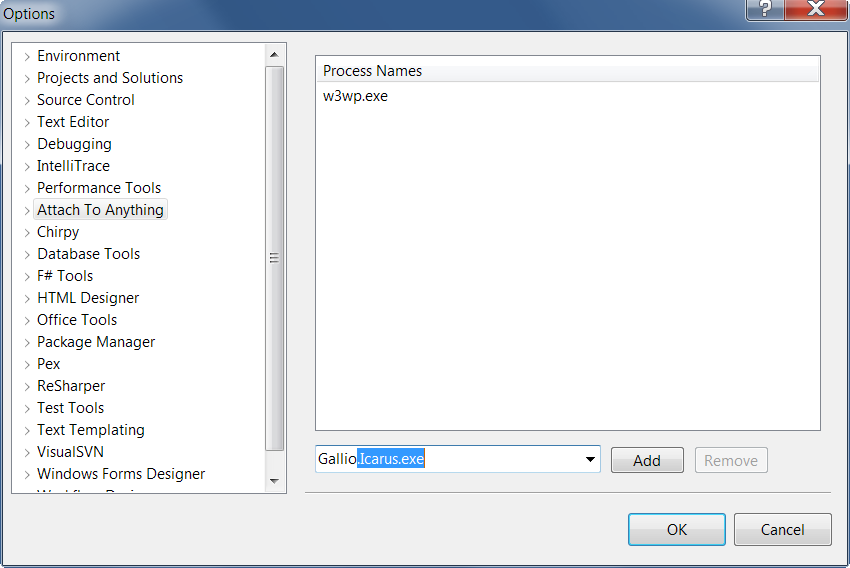 Options
Environment
Projects and Solutions
Source Control
Text Editor
Debugging
IntelliTrace
Performance Tools
Attach To Anything
Chirpy
Database Tools
F# Tools
HTML Designer
Office Tools
Package Manager
Pex
ReSharper
Test Tools
Text Templating
VisualSVN
Windows Forms Designer
Process Names
w3wp.exe
Gallio.Icarus.exe
Add
Remove
OK
Cancel